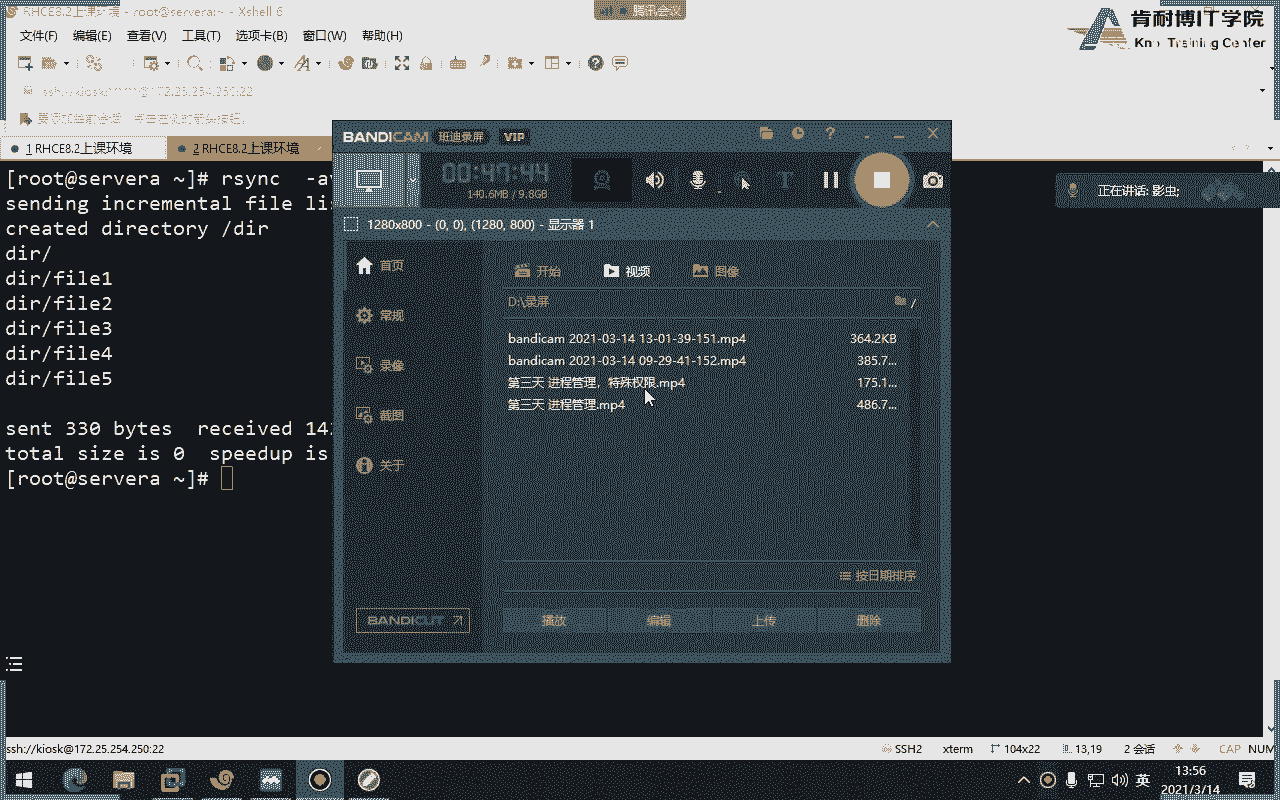 RHCE8.2上课环境 - root@servera:~ - Xshell 6
腾讯会议
肯耐博IT学院
Training Center
文件(F) 编辑(E) 查看(V) 工具(T) 选项卡(B) 窗口(W) 帮助(H)
ssh://kiosk:******@172.25.254.250:22
1 RHCE8.2上课环境
2 RHCE8.2上课环境
[root@servera ~]# rsync -av
sending incremental file lis
created directory /dir
dir/
dir/file1
dir/file2
dir/file3
dir/file4
dir/file5
sent 330 bytes received 142
total size is 0 speedup is
[root@servera ~]#
BANDICAM 班迪录屏 VIP
00:47:44
140.6MB / 9.8GB
正在讲话: 影虫;
1280x800 - (0, 0), (1280, 800) - 显示器 1
首页
常规
录像
截图
关于
开始 视频 图像
D:\录屏
bandicam 2021-03-14 13-01-39-151.mp4 364.2KB
bandicam 2021-03-14 09-29-41-152.mp4 385.7...
第三天 进程管理，特殊权限.mp4 175.1...
第三天 进程管理.mp4 486.7...
按日期排序
BANDICUT
播放 编辑 上传 删除
ssh://kiosk@172.25.254.250:22
SSH2 xterm 104x22 13,19 2 会话 CAP NUM
英
13:56
2021/3/14